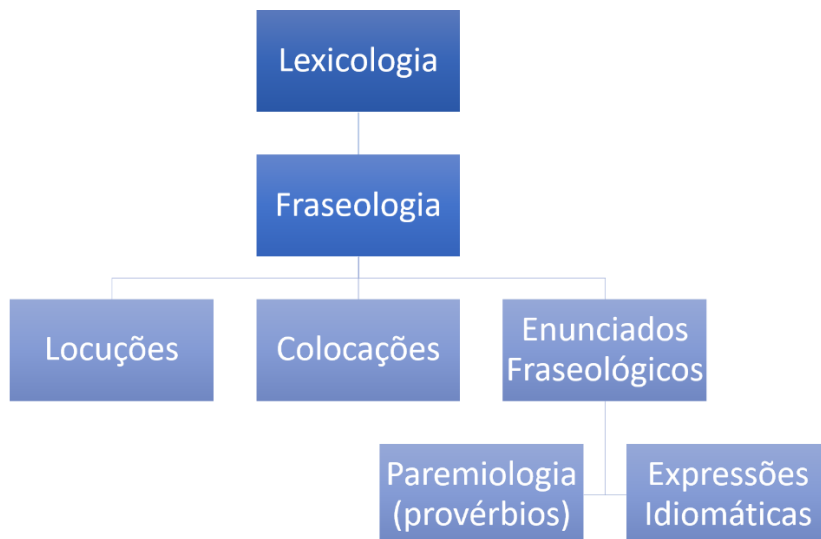 Lexicologia
Fraseologia
Locuções
Colocações
Enunciados
Fraseológicos
Paremiologia
(provérbios)
Expressões
Idiomáticas